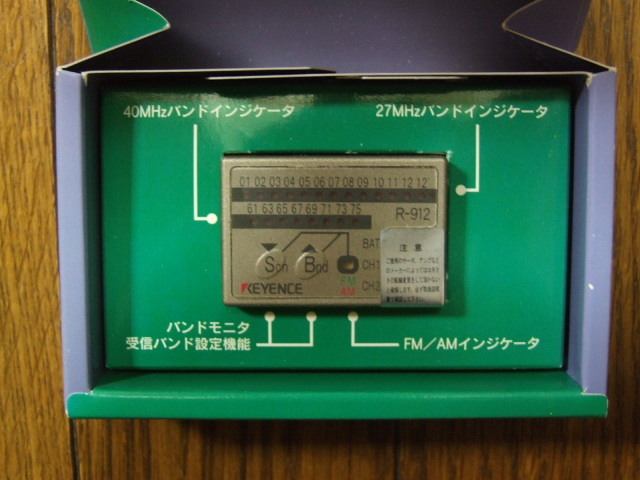 40MHzバンドインジケータ
27MHzバンドインジケータ
01 02 03 04 05 06 07 08 09 10 11 12 12'
61 63 65 67 69 71 73 75
R-912
BAT
注 意
Scn Bnd
CH1
FM
KEYENCE
AM
CH2
バンドモニタ
受信バンド設定機能
FM/AMインジケータ